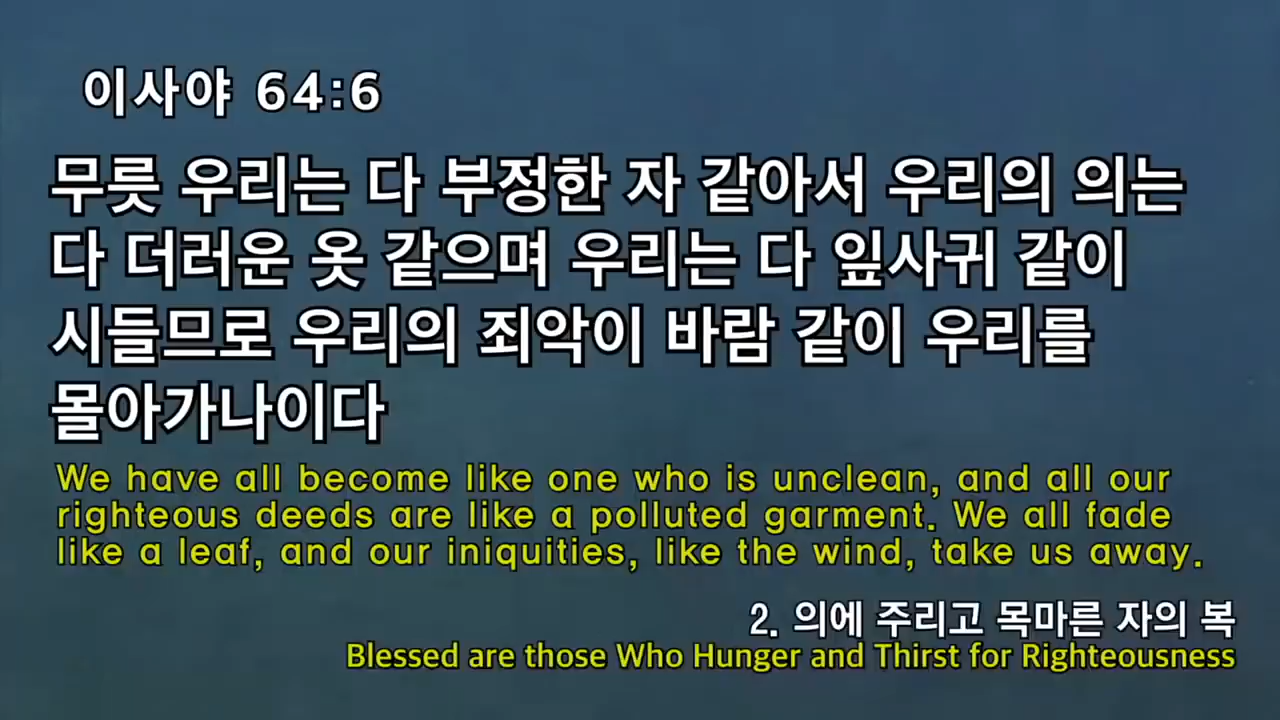 이사야 64:6
무릇 우리는 다 부정한 자 같아서 우리의 의는
다 더러운 옷 같으며 우리는 다 잎사귀 같이
시들므로 우리의 죄악이 바람 같이 우리를
몰아가나이다
We have all become like one who is unclean, and all our
righteous deeds are like a polluted garment. We all fade
like a leaf, and our iniquities, like the wind, take us away.
2. 의에 주리고 목마른 자의 복
Blessed are those Who Hunger and Thirst for Righteousness